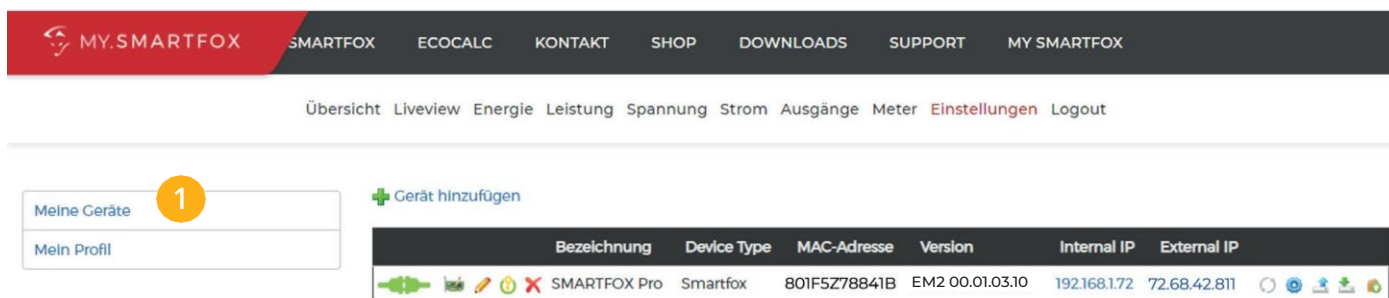 MY.SMARTFOX SMARTFOX ECOCALC KONTAKT SHOP DOWNLOADS SUPPORT MY SMARTFOX
Übersicht Liveview Energie Leistung Spannung Strom Ausgänge Meter Einstellungen Logout
Meine Geräte 1
Mein Profil
Gerät hinzufügen
Bezeichnung Device Type MAC-Adresse Version Internal IP External IP
SMARTFOX Pro Smartfox 801F5Z78841B EM2 00.01.03.10 192.168.1.72 72.68.42.811